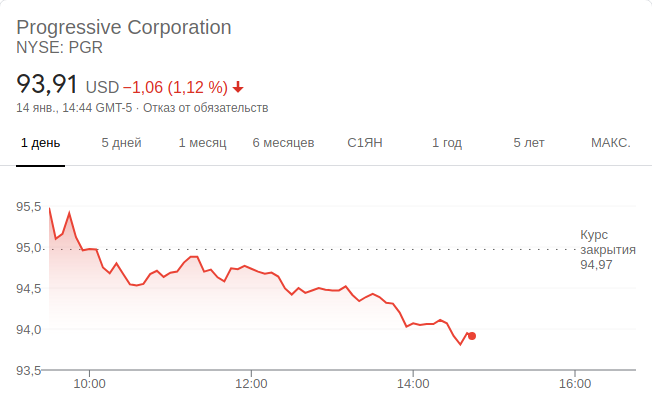 Progressive Corporation
NYSE: PGR
93,91 USD −1,06 (1,12 %)
14 янв., 14:44 GMT-5 · Отказ от обязательств
1 день 5 дней 1 месяц 6 месяцев С1ЯН 1 год 5 лет МАКС.
95,5
95,0
94,5
94,0
93,5
Курс
закрытия
94,97
10:00 12:00 14:00 16:00